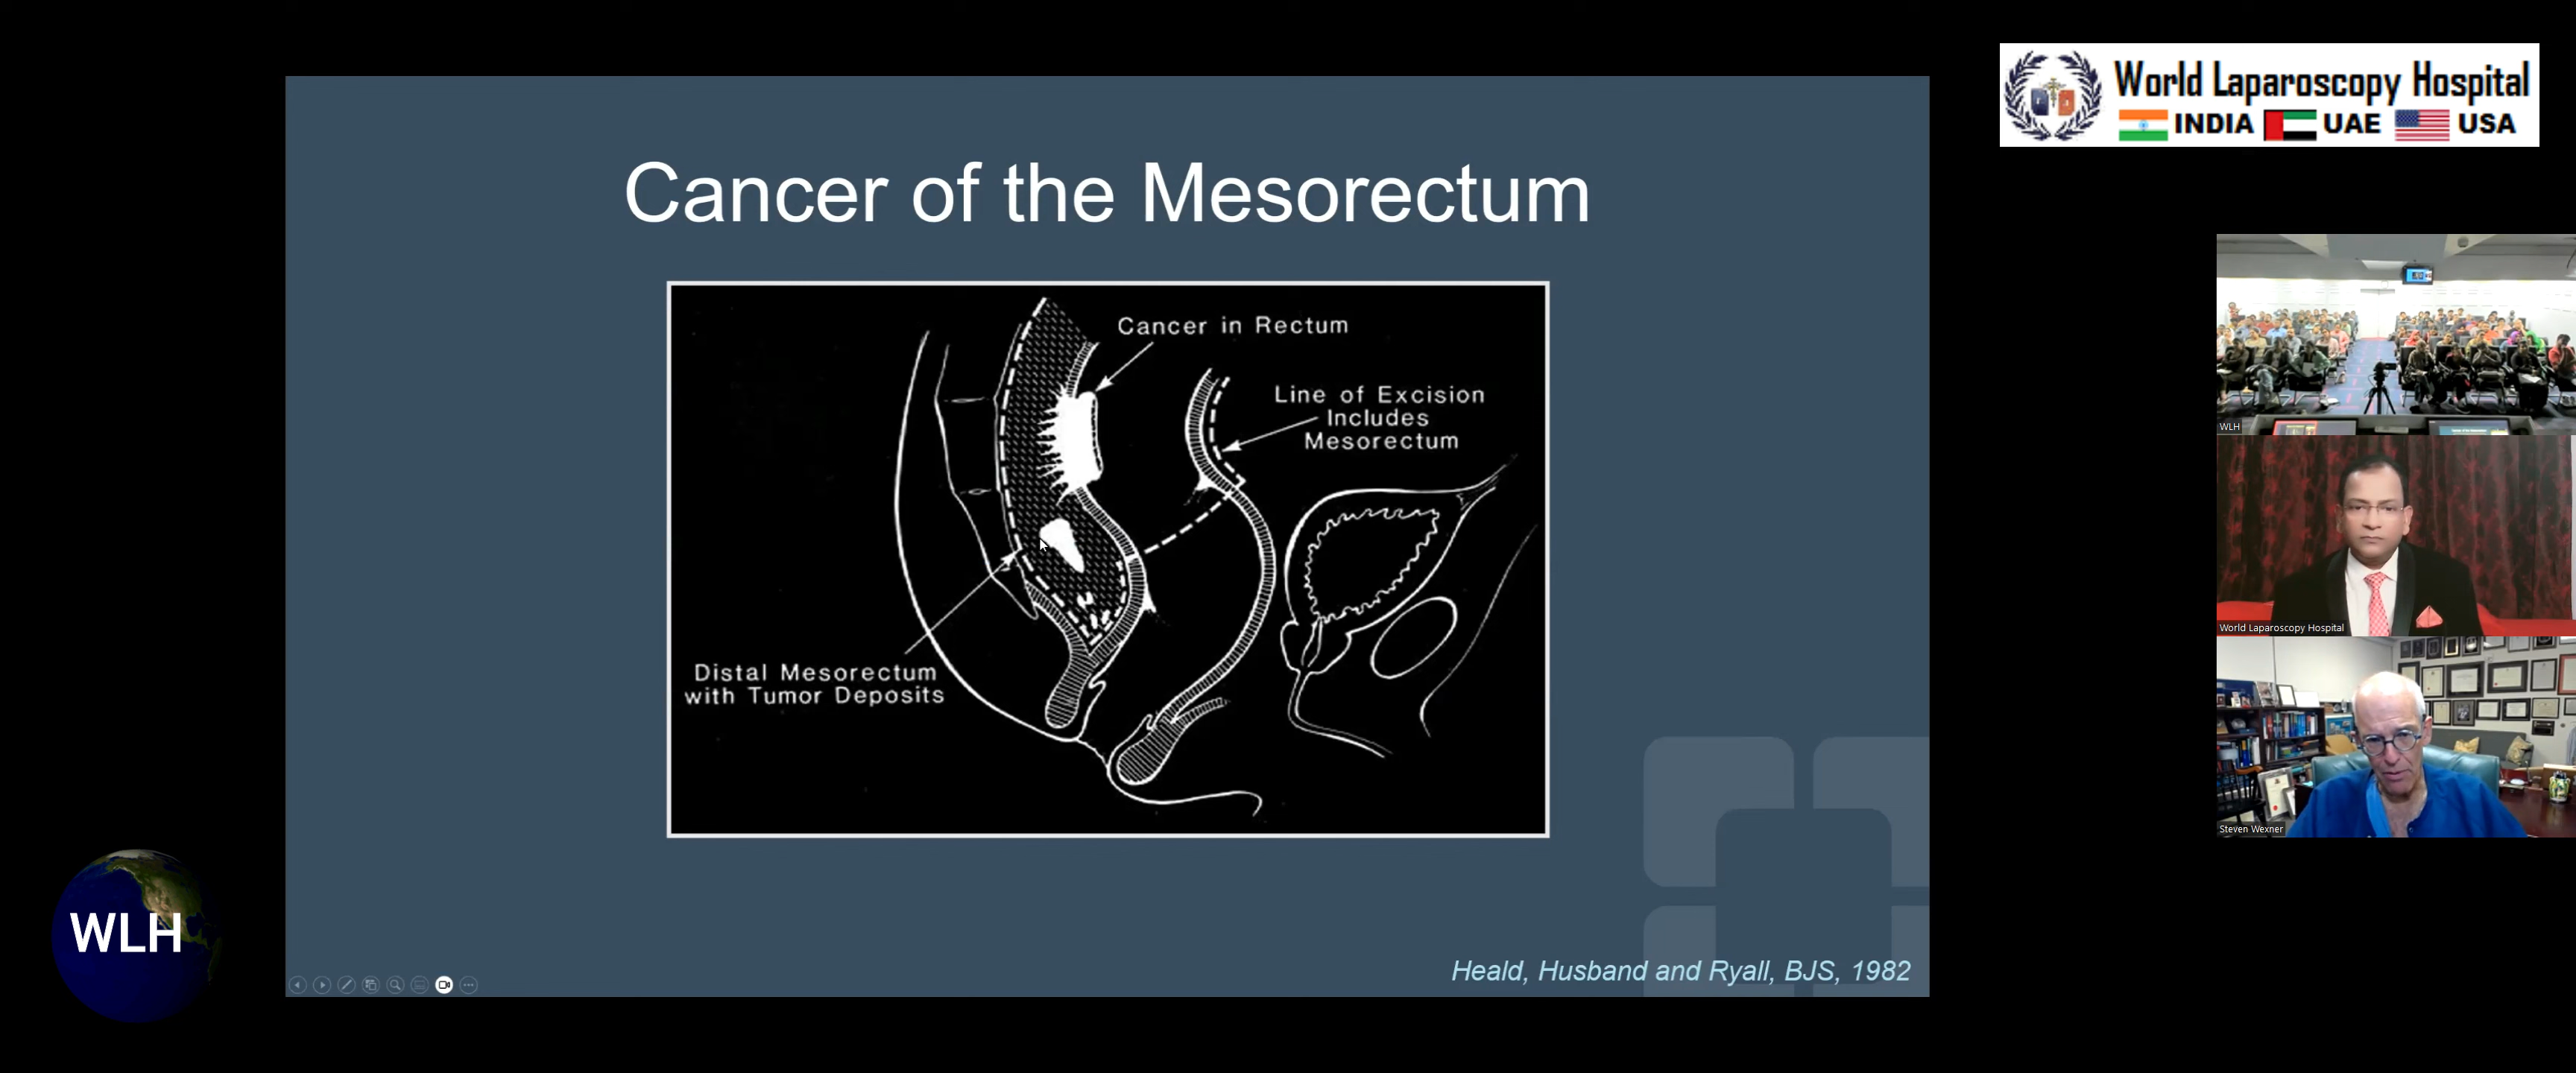 World Laparoscopy Hospital
INDIA UAE USA
Cancer of the Mesorectum
Cancer in Rectum
Line of Excision
Includes
Mesorectum
Distal Mesorectum
with Tumor Deposits
Heald, Husband and Ryall, BJS, 1982
WLH
WLH
World Laparoscopy Hospital
Steven Wexner